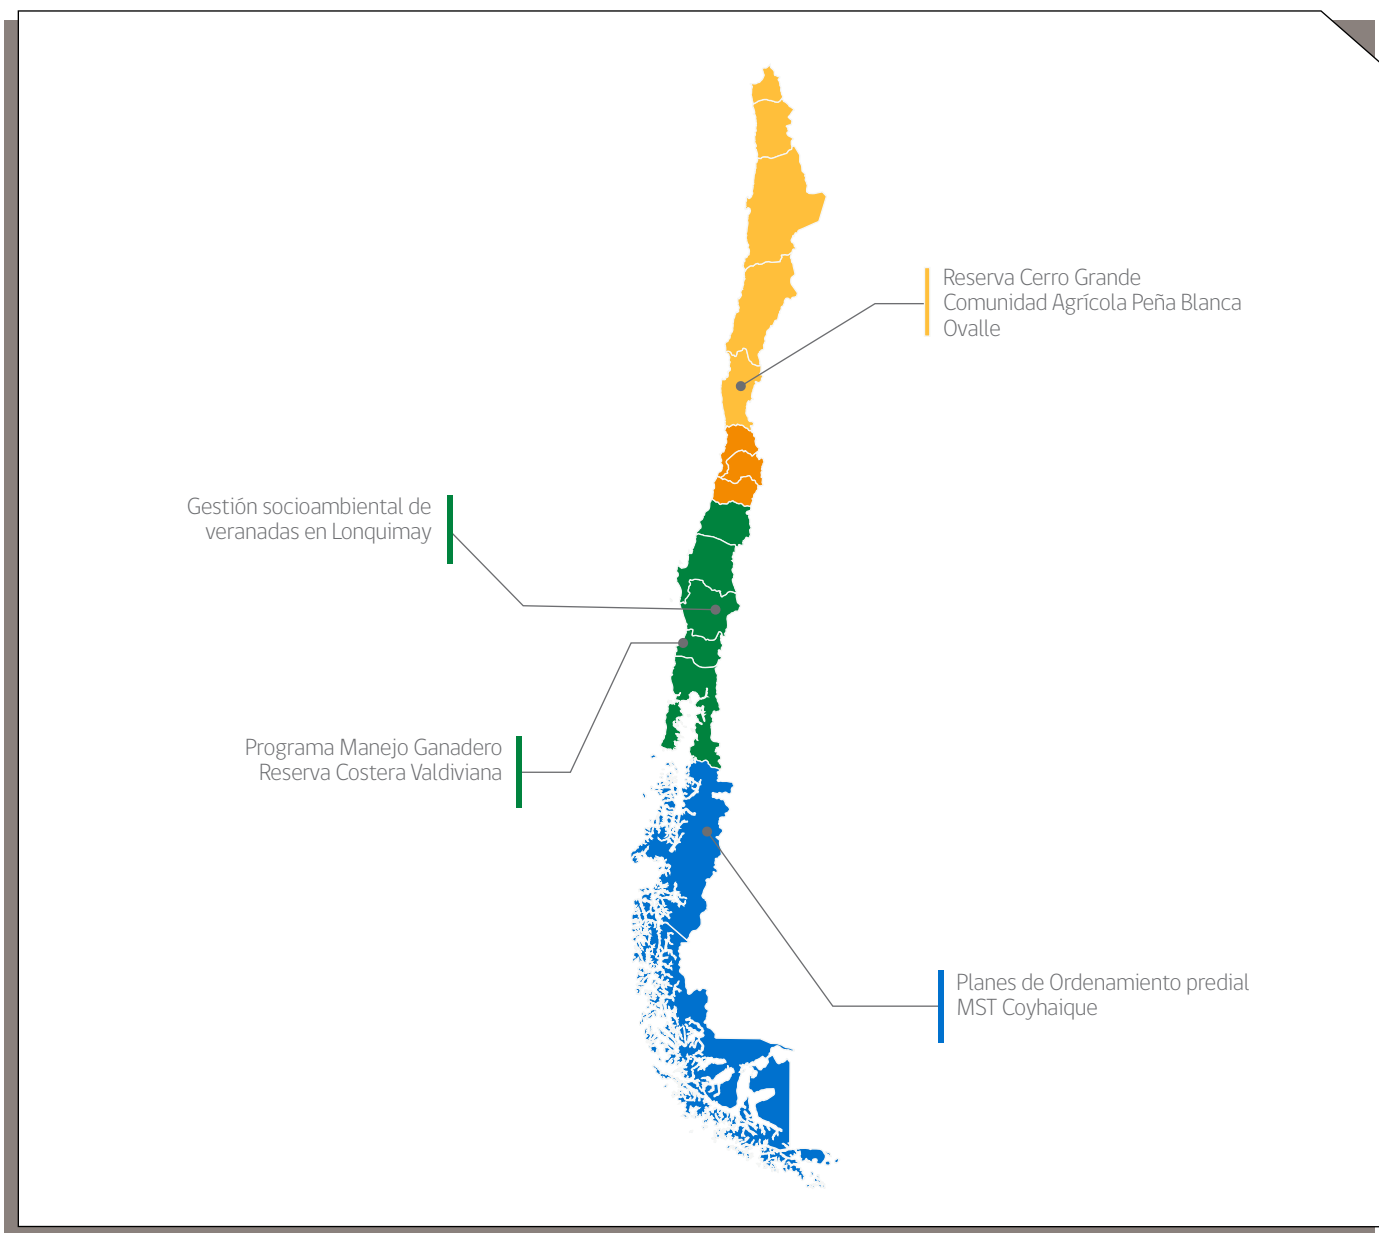 Reserva Cerro Grande
Comunidad Agrícola Peña Blanca
Ovalle
Gestión socioambiental de
veranadas en Lonquimay
Programa Manejo Ganadero
Reserva Costera Valdiviana
Planes de Ordenamiento predial
MST Coyhaique